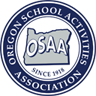 OREGON SCHOOL ACTIVITIES
OSAA
SINCE 1918
ASSOCIATION